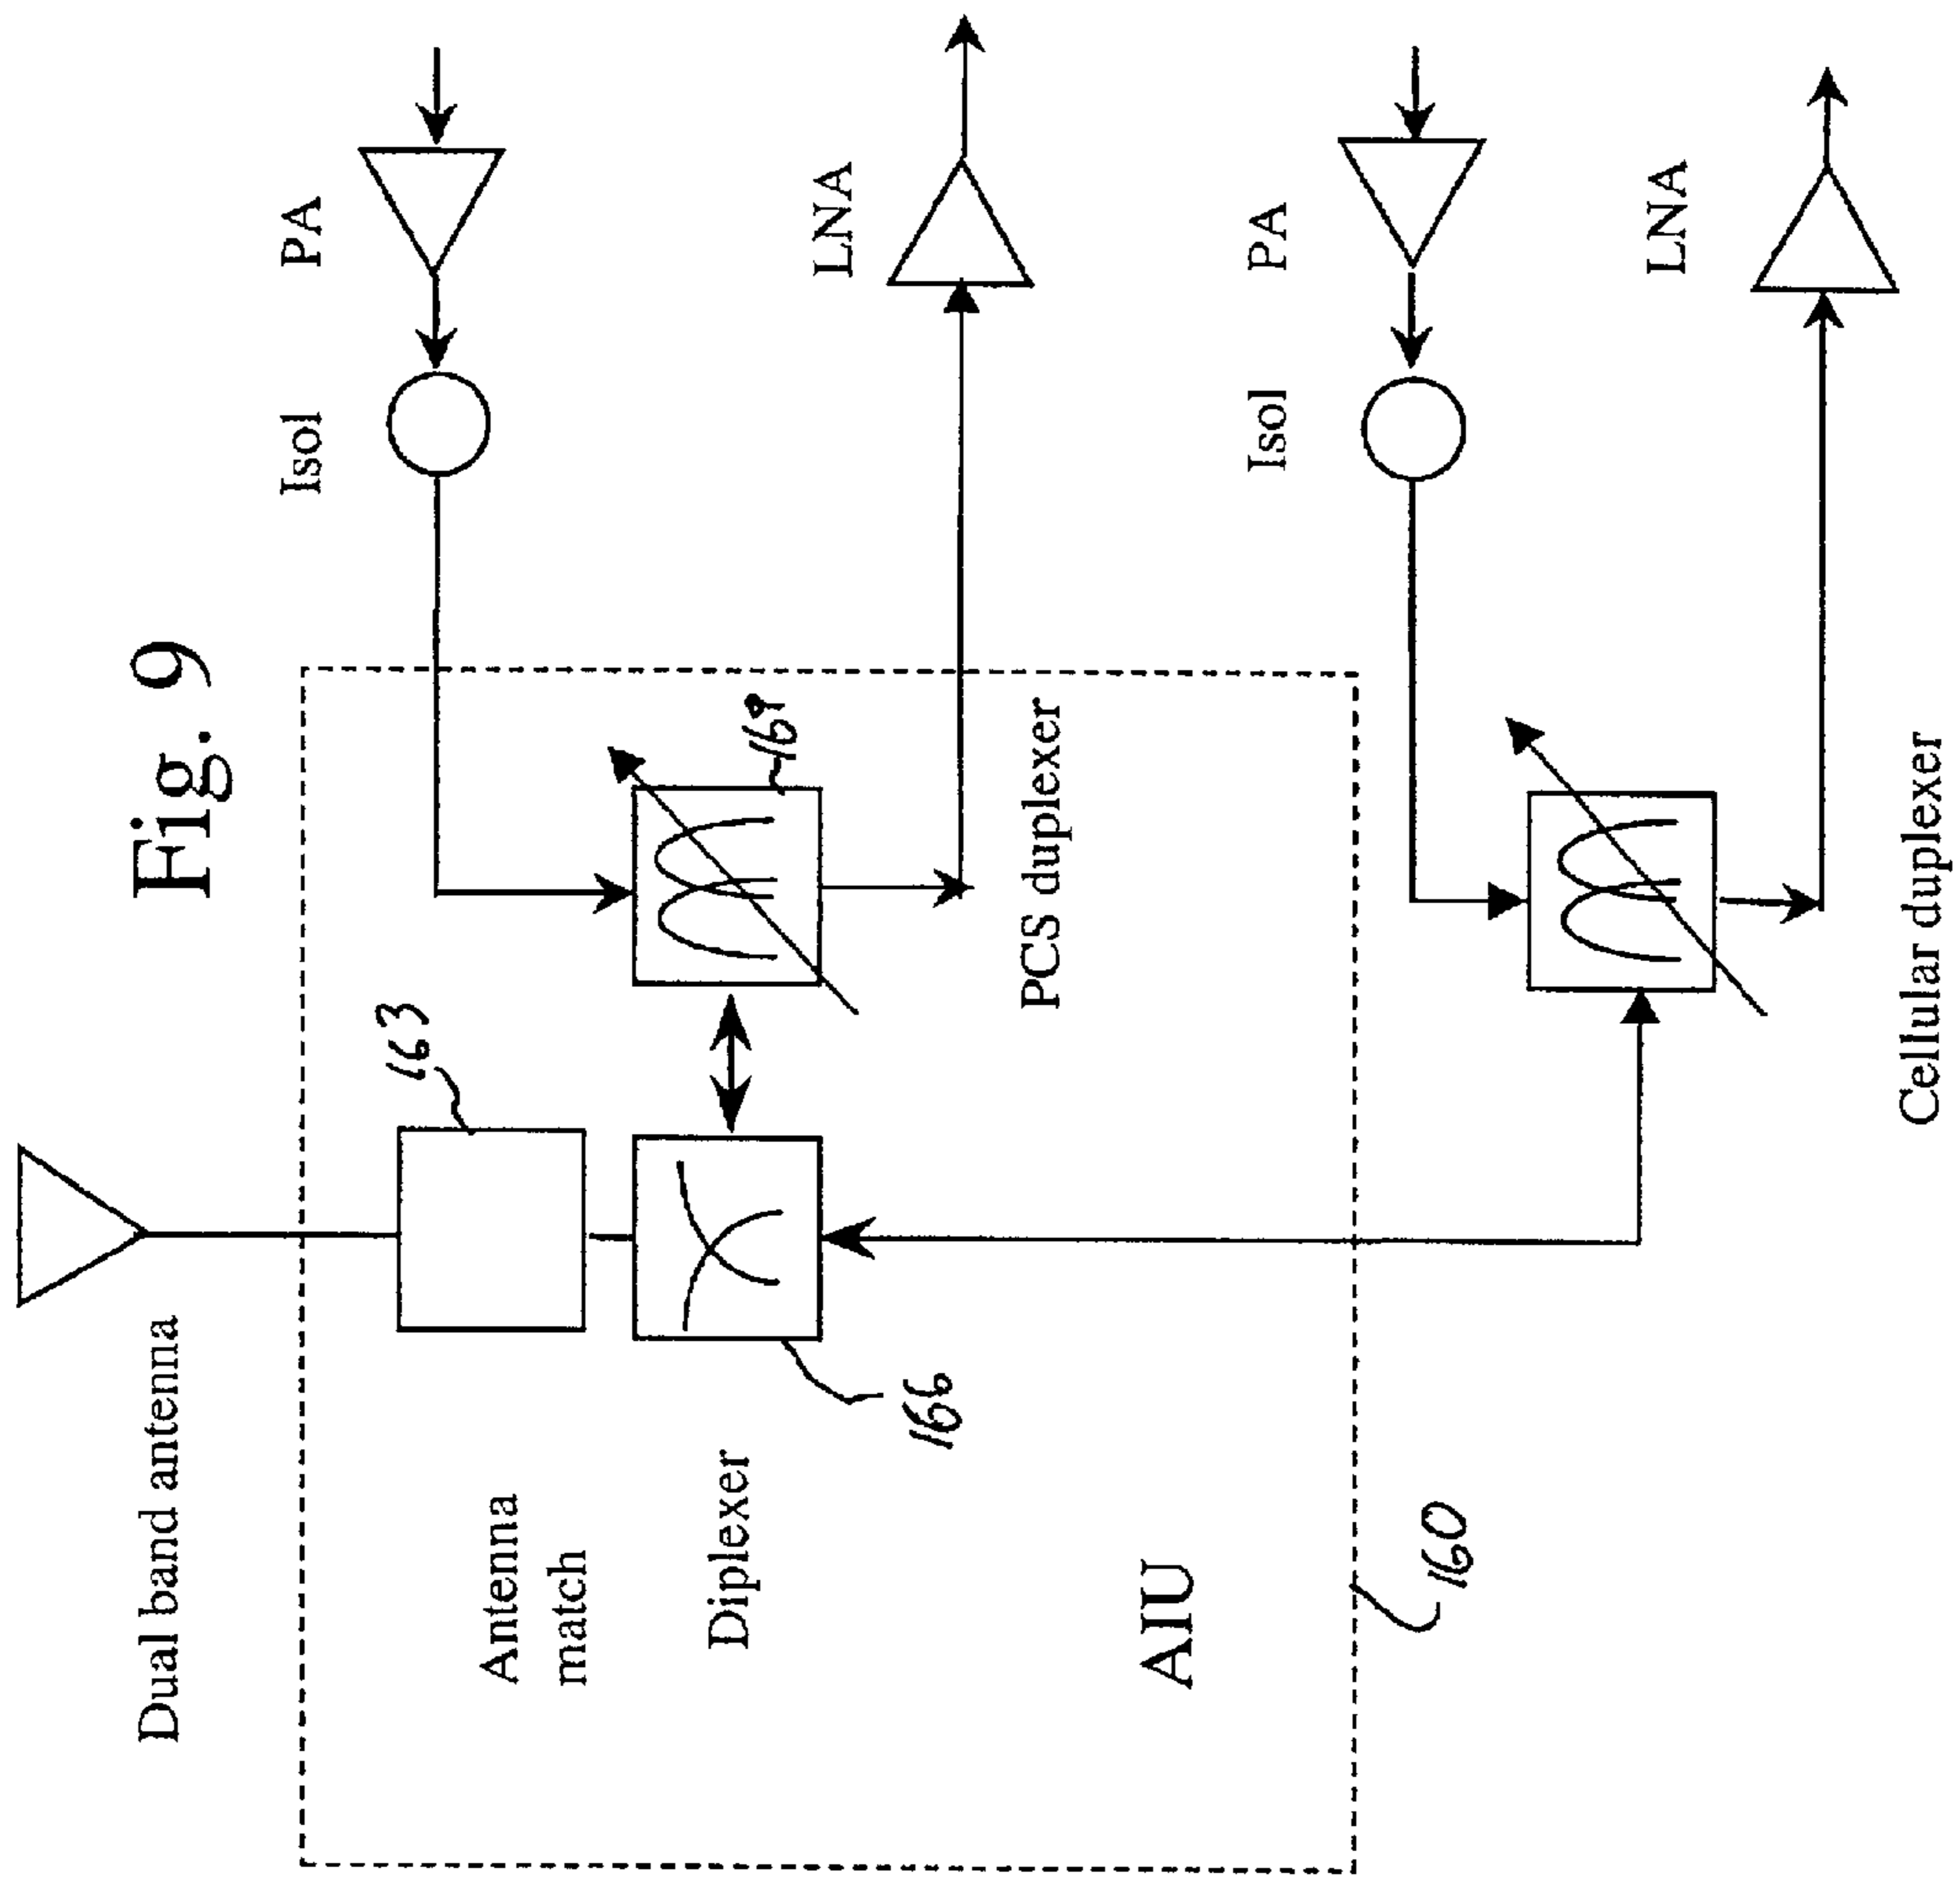 Fig. 9
Dual band antenna
Isol
PA
163
Antenna
match
Diplexer
LNA
166
PCS duplexer
AIU
Isol
PA
160
LNA
Cellular duplexer